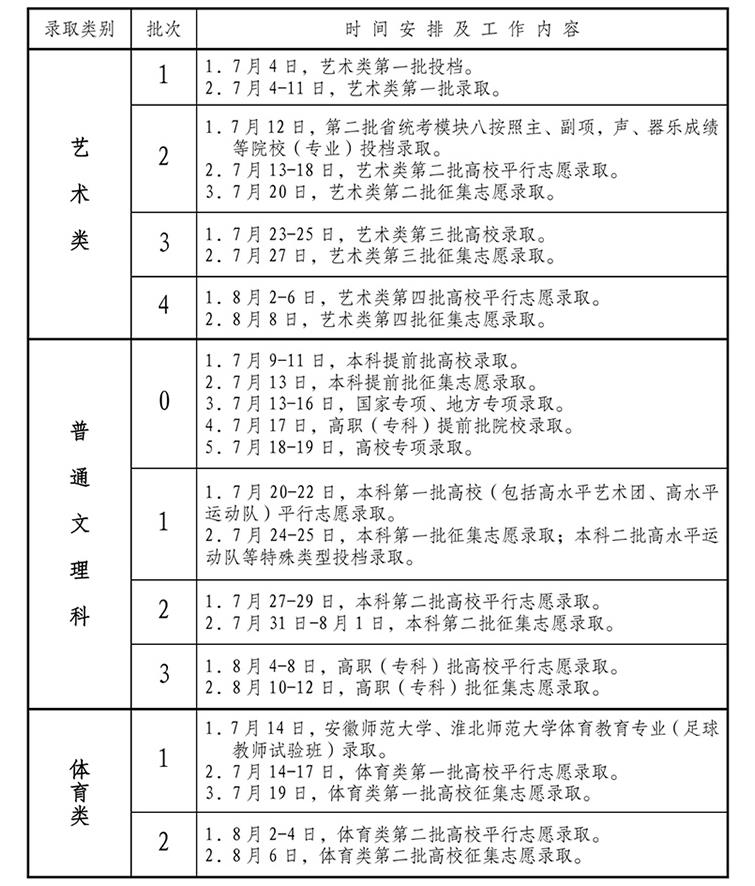 录取类别 批次 时间安排及工作内容
艺术类
1
1. 7月4日，艺术类第一批投档。
2. 7月4-11日，艺术类第一批录取。
2
1. 7月12日，第二批省统考模块八按照主、副项，声、器乐成绩
等院校（专业）投档录取。
2. 7月13-18日，艺术类第二批高校平行志愿录取。
3. 7月20日，艺术类第二批征集志愿录取。
3
1. 7月23-25日，艺术类第三批高校录取。
2. 7月27日，艺术类第三批征集志愿录取。
4
1. 8月2-6日，艺术类第四批高校平行志愿录取。
2. 8月8日，艺术类第四批征集志愿录取。
普通文理科
0
1. 7月9-11日，本科提前批高校录取。
2. 7月13日，本科提前批征集志愿录取。
3. 7月13-16日，国家专项、地方专项录取。
4. 7月17日，高职（专科）提前批院校录取。
5. 7月18-19日，高校专项录取。
1
1. 7月20-22日，本科第一批高校（包括高水平艺术团、高水平
运动队）平行志愿录取。
2. 7月24-25日，本科第一批征集志愿录取；本科二批高水平运
动队等特殊类型投档录取。
2
1. 7月27-29日，本科第二批高校平行志愿录取。
2. 7月31日-8月1日，本科第二批征集志愿录取。
3
1. 8月4-8日，高职（专科）批高校平行志愿录取。
2. 8月10-12日，高职（专科）批征集志愿录取。
体育类
1
1. 7月14日，安徽师范大学、淮北师范大学体育教育专业（足球
教师试验班）录取。
2. 7月14-17日，体育类第一批高校平行志愿录取。
3. 7月19日，体育类第一批高校征集志愿录取。
2
1. 8月2-4日，体育类第二批高校平行志愿录取。
2. 8月6日，体育类第二批高校征集志愿录取。